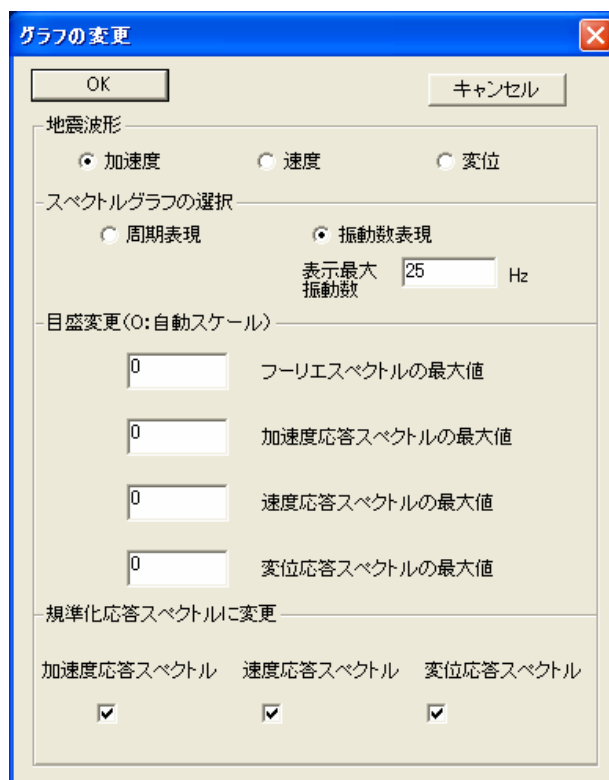 グラフの変更
OK キャンセル
地震波形
加速度 速度 変位
スペクトルグラフの選択
周期表現 振動数表現
表示最大 25 Hz
振動数
目盛変更(0:自動スケール)
0 フーリエスペクトルの最大値
0 加速度応答スペクトルの最大値
0 速度応答スペクトルの最大値
0 変位応答スペクトルの最大値
規準化応答スペクトルに変更
加速度応答スペクトル 速度応答スペクトル 変位応答スペクトル